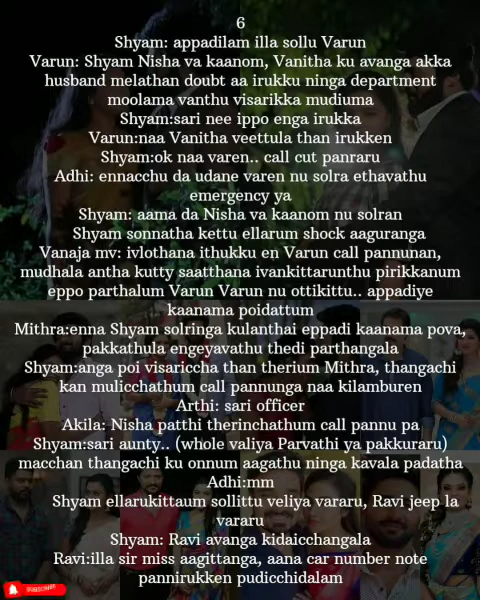 6
Shyam: appadilam illa sollu Varun
Varun: Shyam Nisha va kaanom, Vanitha ku avanga akka
husband melathan doubt aa irukku ninga department
moolama vanthu visarikka mudiuma
Shyam:sari nee ippo enga irukka
Varun:naa Vanitha veettula than irukken
Shyam:ok naa varen.. call cut panraru
Adhi: ennacchu da udane varen nu solra ethavathu
emergency ya
Shyam: aama da Nisha va kaanom nu solran
Shyam sonnatha kettu ellarum shock aaguranga
Vanaja mv: ivlothana ithukku en Varun call pannunan,
mudhala antha kutty saatthana ivankittarunthu pirikkanum
eppo parthalum Varun Varun nu ottikittu.. appadiye
kaanama poidattum
Mithra:enna Shyam solringa kulanthai eppadi kaanama pova,
pakkathula engeyavathu thedi parthangala
Shyam:anga poi visariccha than therium Mithra, thangachi
kan mulicchathum call pannunga naa kilamburen
Arthi: sari officer
Akila: Nisha patthi therinchathum call pannu pa
Shyam:sari aunty.. (whole valiya Parvathi ya pakkuraru)
macchan thangachi ku onnum aagathu ninga kavala padatha
Adhi:mm
Shyam ellarukittaum sollittu veliya vararu, Ravi jeep la
vararu
Shyam: Ravi avanga kidaicchangala
Ravi:illa sir miss aagittanga, aana car number note
pannirukken pudicchidalam
SUBSCRIBE